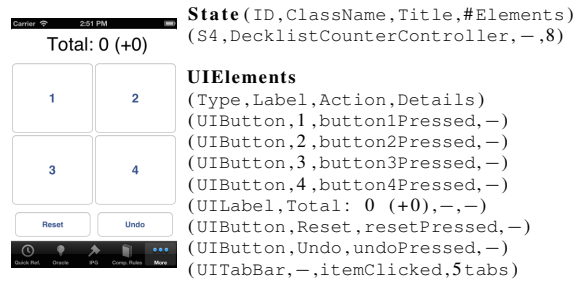 Carrier 2:51 PM
Total: 0 (+0)
1 2
3 4
Reset Undo
Quick Ref. Oracle IPG Comp. Rules More
State(ID,ClassName,Title,#Elements)
(S4,DecklistCounterController,—,8)
UIElements
(Type,Label,Action,Details)
(UIButton,1,button1Pressed,—)
(UIButton,2,button2Pressed,—)
(UIButton,3,button3Pressed,—)
(UIButton,4,button4Pressed,—)
(UILabel,Total: 0 (+0),—,—)
(UIButton,Reset,resetPressed,—)
(UIButton,Undo,undoPressed,—)
(UITabBar,—,itemClicked,5tabs)